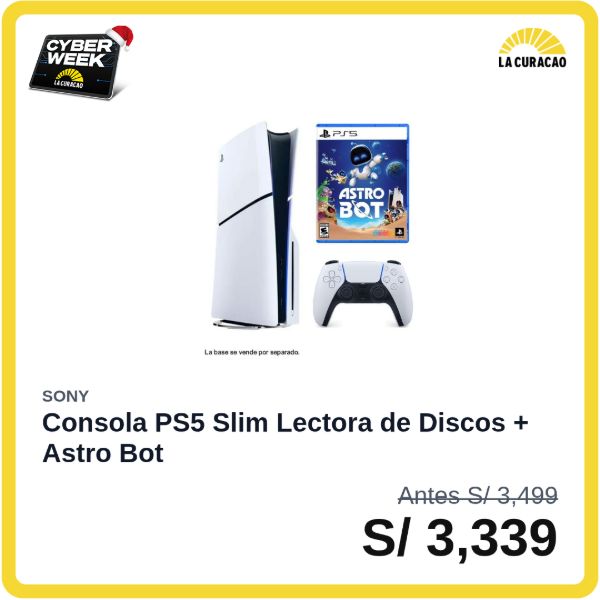 CYBER
WEEK
LA CURACAO
LA CURACAO
PS5
ASTRO
BOT
La base se vende por separado.
SONY
Consola PS5 Slim Lectora de Discos +
Astro Bot
Antes S/ 3,499
S/ 3,339